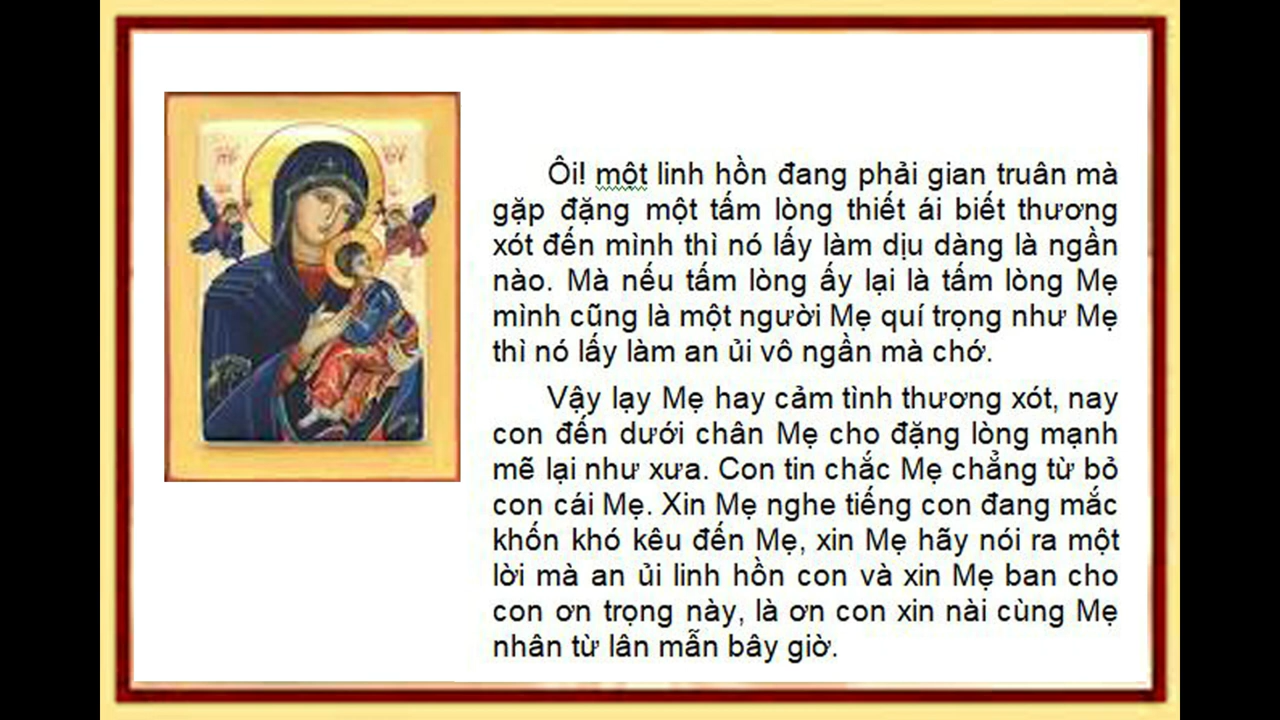 Ôi! một linh hồn đang phải gian truân mà
gặp đặng một tấm lòng thiết ái biết thương
xót đến mình thì nó lấy làm dịu dàng là ngần
nào. Mà nếu tấm lòng ấy lại là tấm lòng Mẹ
mình cũng là một người Mẹ quí trọng như Mẹ
thì nó lấy làm an ủi vô ngần mà chớ.
Vậy lạy Mẹ hay cảm tình thương xót, nay
con đến dưới chân Mẹ cho đặng lòng mạnh
mẽ lại như xưa. Con tin chắc Mẹ chẳng từ bỏ
con cái Mẹ. Xin Mẹ nghe tiếng con đang mắc
khốn khó kêu đến Mẹ, xin Mẹ hãy nói ra một
lời mà an ủi linh hồn con và xin Mẹ ban cho
con ơn trọng này, là ơn con xin nài cùng Mẹ
nhân từ lân mẫn bây giờ.